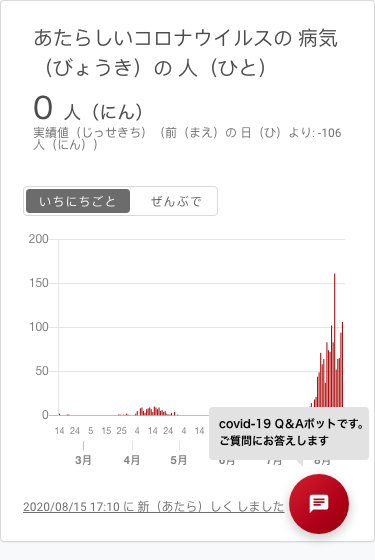 あたらしいコロナウイルスの 病気
（びょうき）の 人（ひと）
0 人（にん）
実績値（じっせきち）（前（まえ）の 日（ひ）より: -106
人（にん））
いちにちごと ぜんぶで
200
150
100
50
0
14 24 5 15 25 4 14 24 4 14
covid-19 Q&Aボットです。
ご質問にお答えします
3月 4月 5月 6月 7月 8月
2020/08/15 17:10 に 新（あたら）しく しました